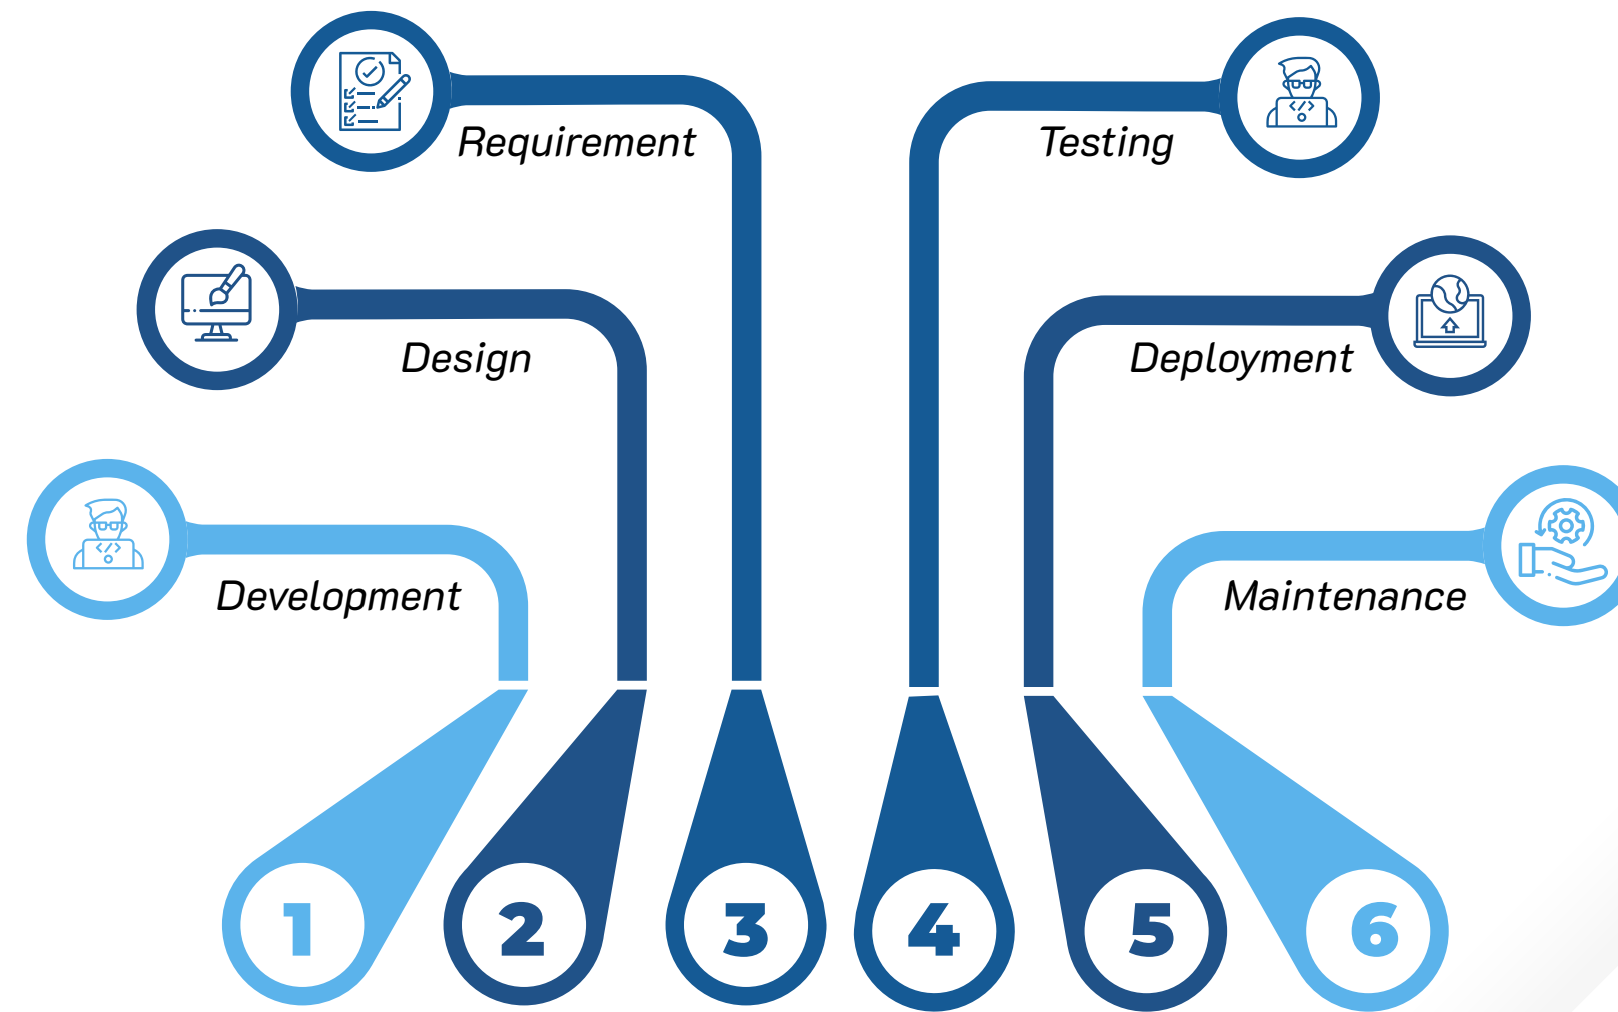 Requirement
Testing
Design
Deployment
Development
Maintenance
1
2
3
4
5
6